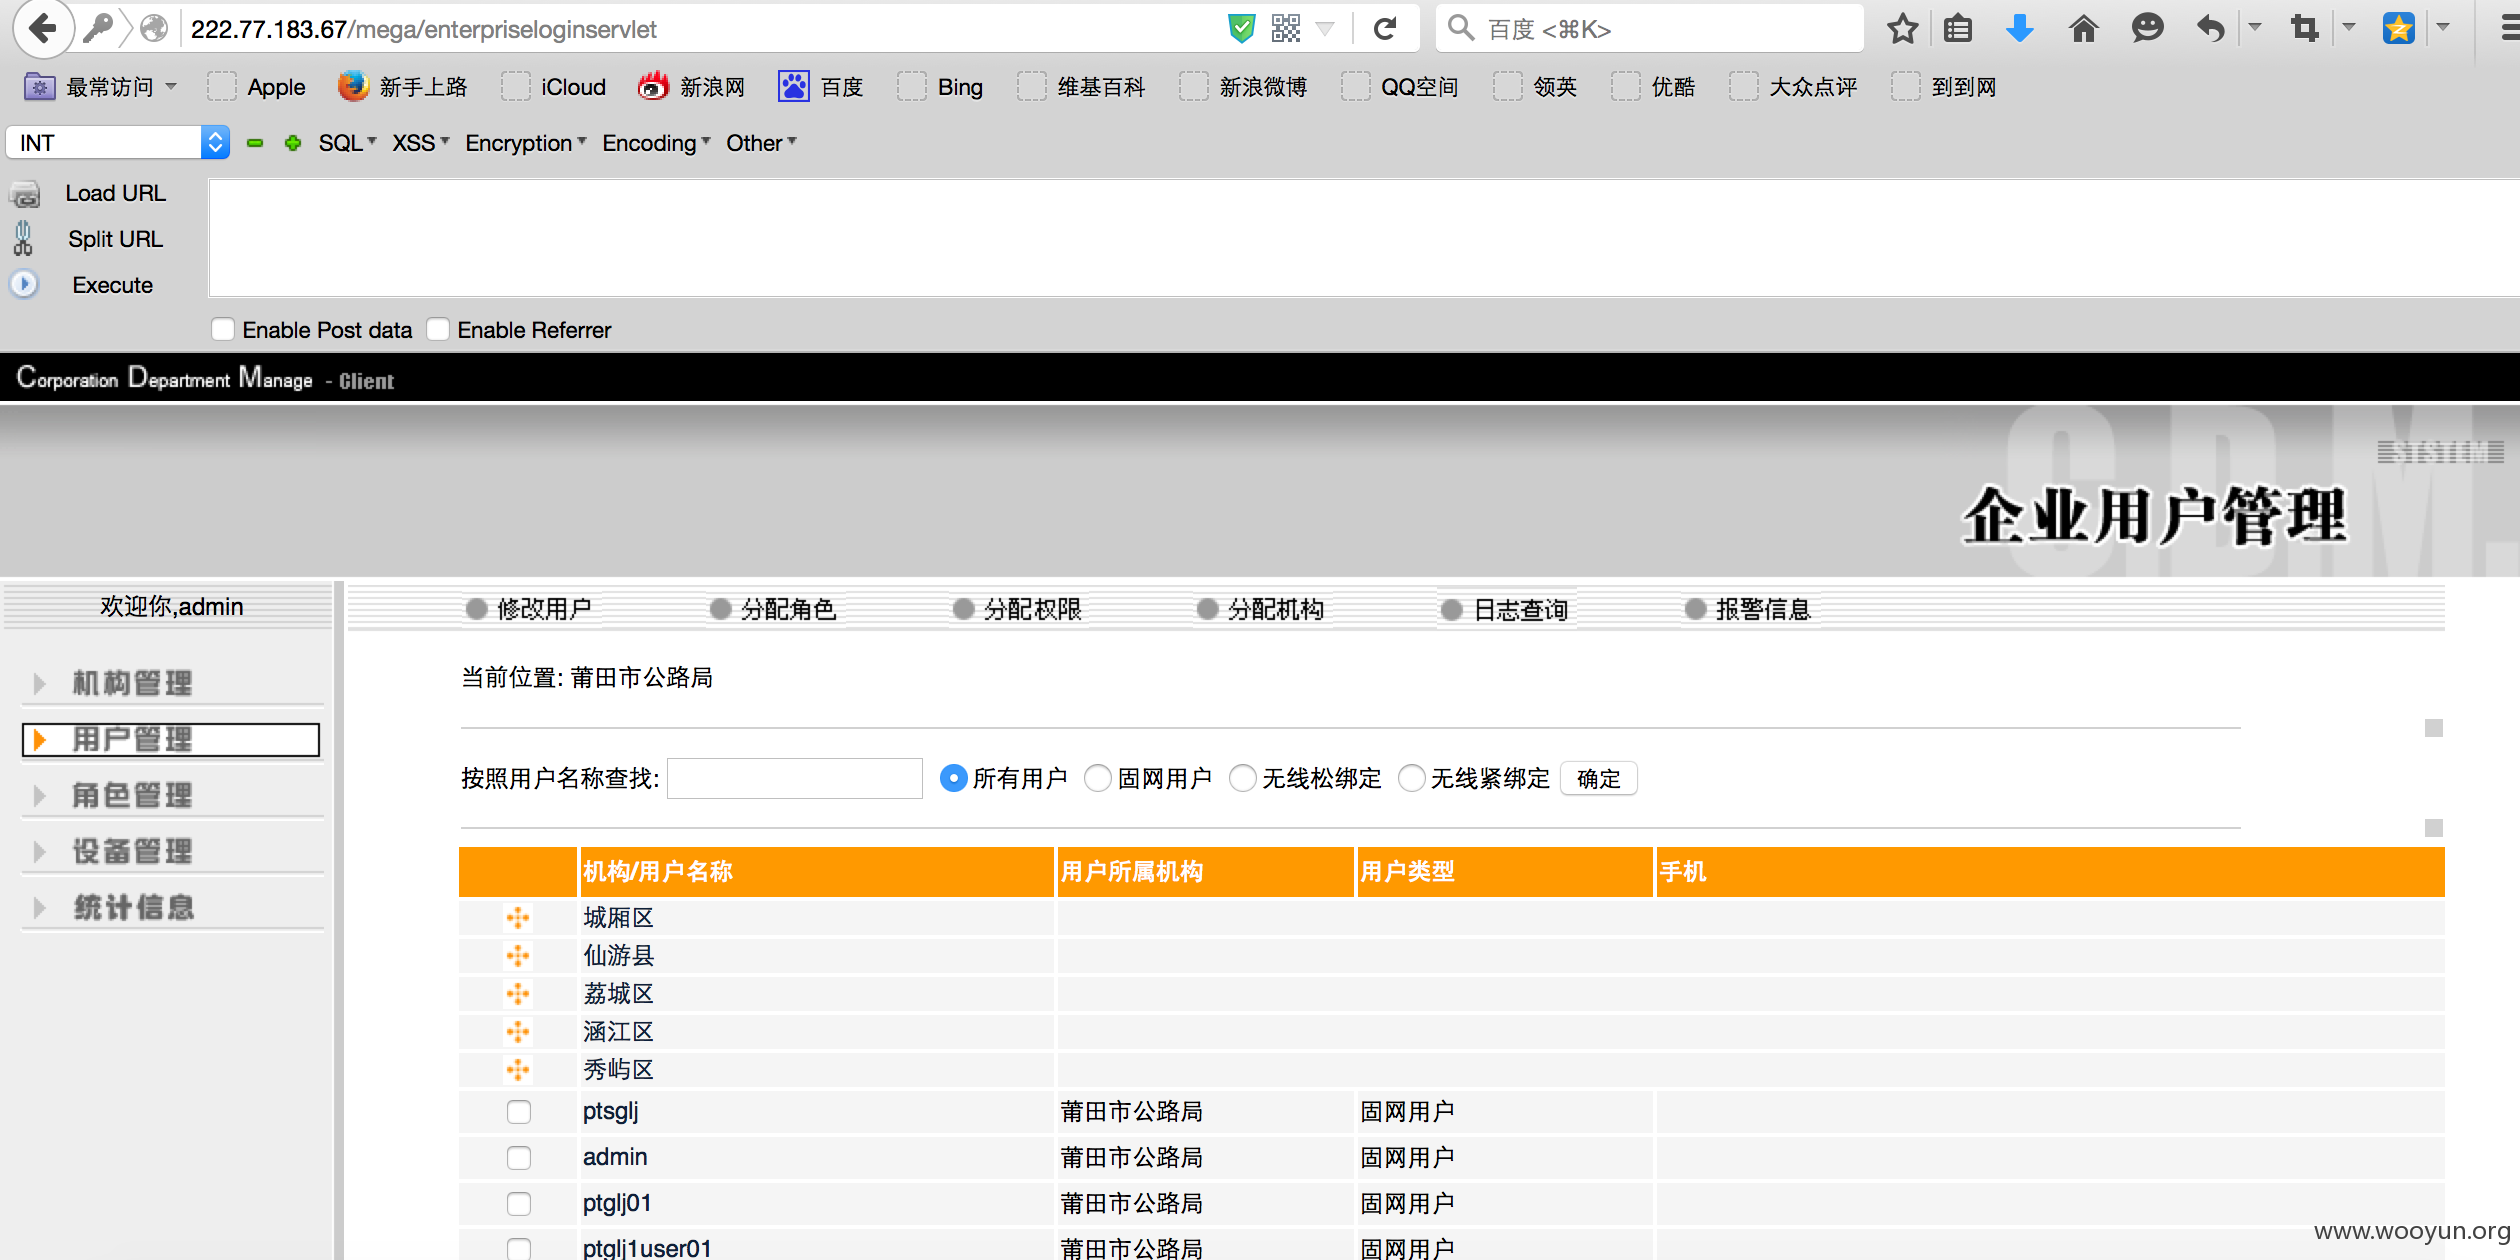 222.77.183.67/mega/enterpriseloginservlet
百度 <⌘K>
最常访问 Apple 新手上路 iCloud 新浪网 百度 Bing 维基百科 新浪微博 QQ空间 领英 优酷 大众点评 到到网
INT SQL XSS Encryption Encoding Other
Load URL
Split URL
Execute
Enable Post data Enable Referrer
Corporation Department Manage - Client
C.D.M.
SYSTEM
企业用户管理
欢迎你,admin
机构管理
用户管理
角色管理
设备管理
统计信息
修改用户 分配角色 分配权限 分配机构 日志查询 报警信息
当前位置: 莆田市公路局
按照用户名称查找: 所有用户 固网用户 无线松绑定 无线紧绑定 确定
机构/用户名称 用户所属机构 用户类型 手机
城厢区
仙游县
荔城区
涵江区
秀屿区
ptsglj 莆田市公路局 固网用户
admin 莆田市公路局 固网用户
ptglj01 莆田市公路局 固网用户
ptglj1user01 莆田市公路局 固网用户
www.wooyun.org